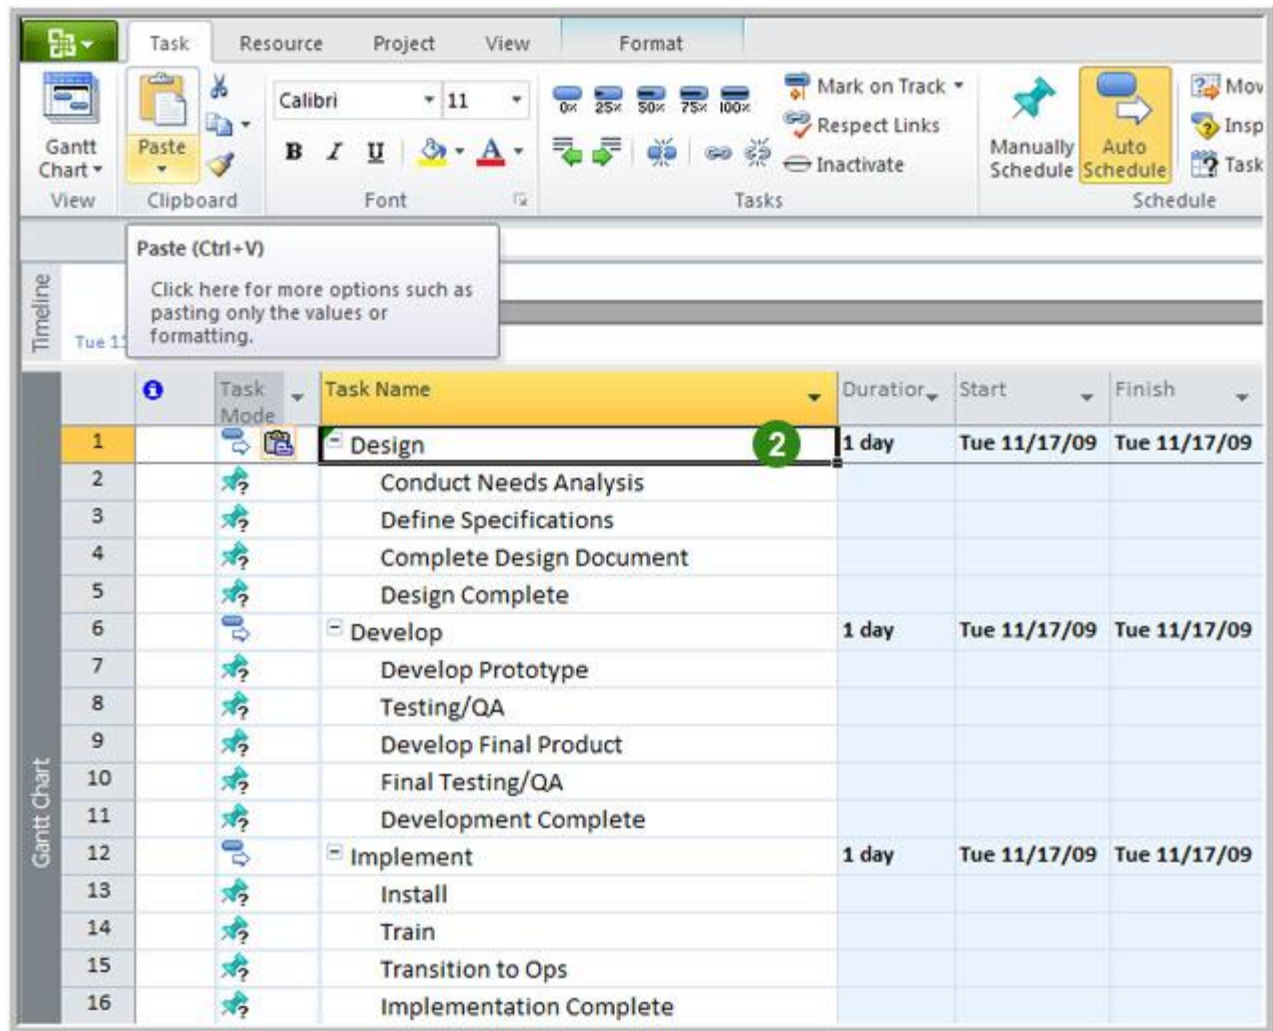 Task Resource Project View Format
Calibri 11
0% 25% 50% 75% 100%
Mark on Track
Respect Links
Inactivate
B I U A
Gantt Chart
Paste
Manually Schedule
Auto Schedule
Mov
Insp
Task
View Clipboard Font Tasks Schedule
Paste (Ctrl+V)
Click here for more options such as
pasting only the values or
formatting.
Timeline
Tue 11
Task Mode Task Name Duration Start Finish
1 Design 2 1 day Tue 11/17/09 Tue 11/17/09
2 Conduct Needs Analysis
3 Define Specifications
4 Complete Design Document
5 Design Complete
6 Develop 1 day Tue 11/17/09 Tue 11/17/09
7 Develop Prototype
8 Testing/QA
9 Develop Final Product
10 Final Testing/QA
11 Development Complete
12 Implement 1 day Tue 11/17/09 Tue 11/17/09
13 Install
14 Train
15 Transition to Ops
16 Implementation Complete
Gantt Chart